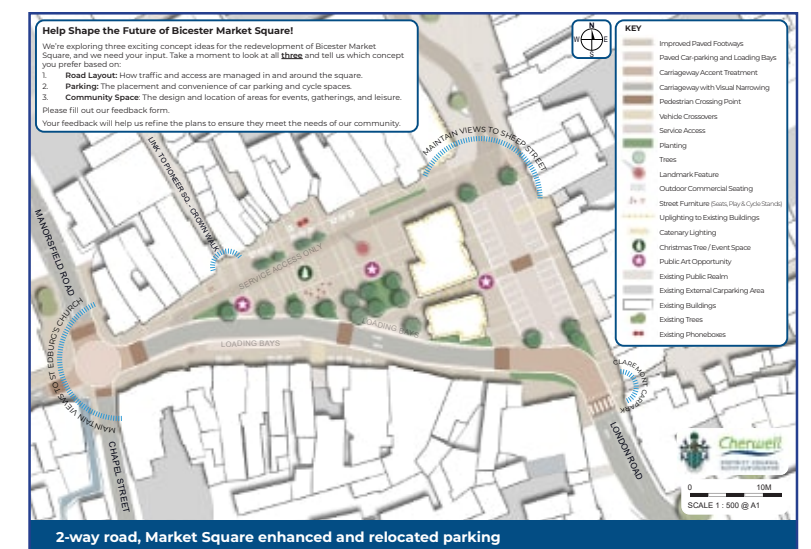 Help Shape the Future of Bicester Market Square!
We're exploring three exciting concept ideas for the redevelopment of Bicester Market
Square, and we need your input. Take a moment to look at all three and tell us which concept
you prefer based on:
1. Road Layout: How traffic and access are managed in and around the square.
2. Parking: The placement and convenience of car parking and cycle spaces.
3. Community Space: The design and location of areas for events, gatherings, and leisure.
Please fill out our feedback form.
Your feedback will help us refine the plans to ensure they meet the needs of our community.
N
W
E
S
KEY
Improved Paved Footways
Paved Car-parking and Loading Bays
Carriageway Accent Treatment
Carriageway with Visual Narrowing
Pedestrian Crossing Point
Vehicle Crossovers
Service Access
Planting
Trees
Landmark Feature
Outdoor Commercial Seating
Street Furniture (Seats, Play & Cycle Stands)
Uplighting to Existing Buildings
Catenary Lighting
Christmas Tree / Event Space
Public Art Opportunity
Existing Public Realm
Existing External Carparking Area
Existing Buildings
Existing Trees
Existing Phoneboxes
MAINTAIN VIEWS TO SHEEP STREET
LINK TO PIONEER SQ - CROWN WALK
MANORSFIELD ROAD
SERVICE ACCESS ONLY
LOADING BAYS
LOADING BAYS
MAINTAIN VIEWS TO ST EDBURG'S CHURCH
CHAPEL STREET
CLAREMONT CARPARK
LONDON ROAD
Cherwell
DISTRICT COUNCIL
NORTH OXFORDSHIRE
0 10M
SCALE 1 : 500 @ A1
2-way road, Market Square enhanced and relocated parking